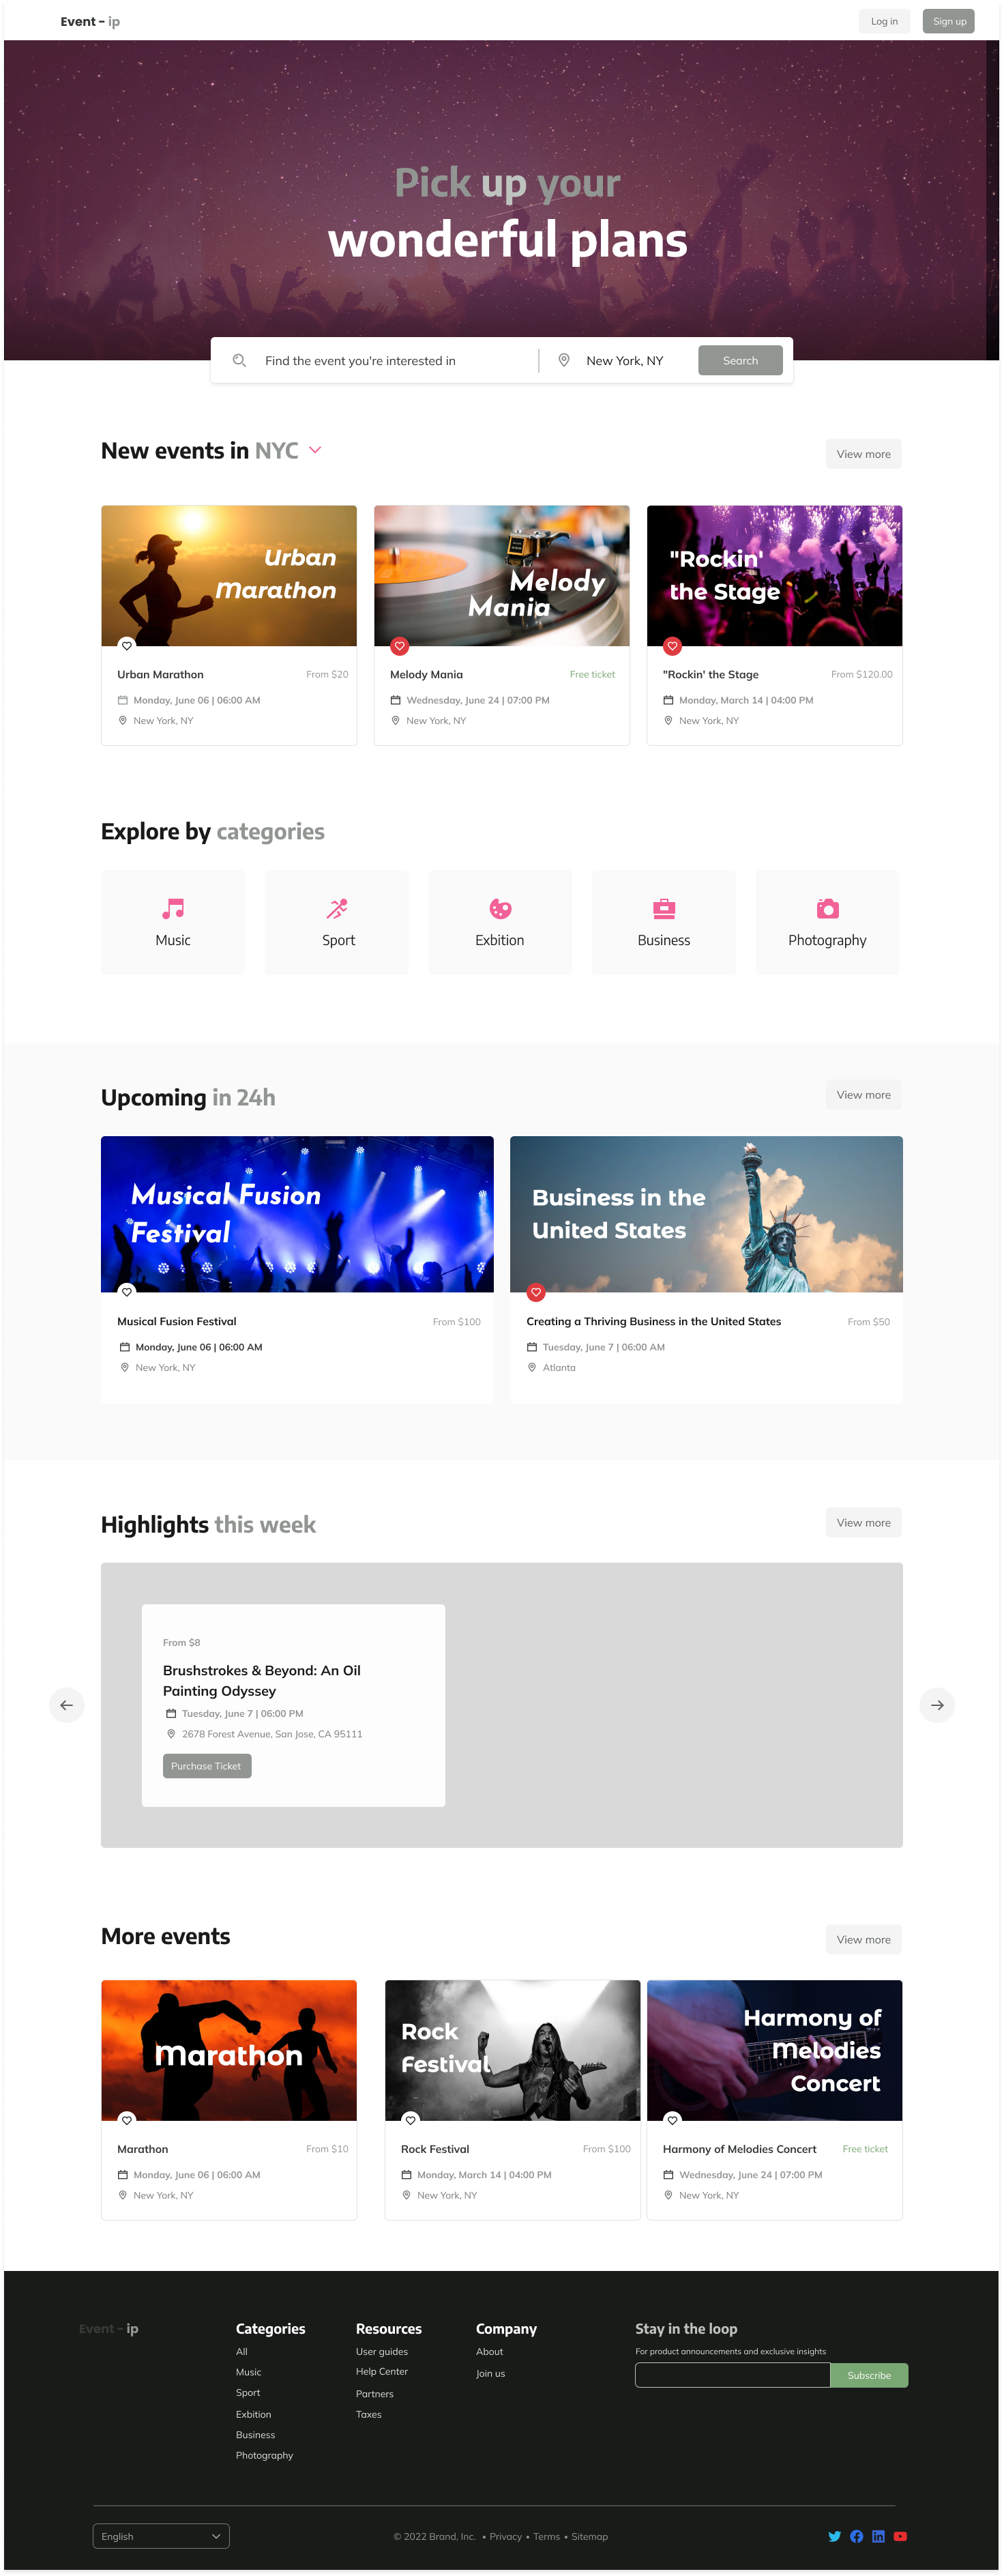 Event - ip
Log in
Sign up
Pick up your
wonderful plans
Find the event you're interested in
New York, NY
Search
New events in NYC
View more
Urban
Marathon
Melody
Mania
"Rockin'
the Stage
Urban Marathon
From $20
Monday, June 06 | 06:00 AM
New York, NY
Melody Mania
Free ticket
Wednesday, June 24 | 07:00 PM
New York, NY
"Rockin' the Stage
From $120.00
Monday, March 14 | 04:00 PM
New York, NY
Explore by categories
Music
Sport
Exbition
Business
Photography
Upcoming in 24h
View more
Musical Fusion
Festival
Business in the
United States
Musical Fusion Festival
From $100
Monday, June 06 | 06:00 AM
New York, NY
Creating a Thriving Business in the United States
From $50
Tuesday, June 7 | 06:00 AM
Atlanta
Highlights this week
View more
From $8
Brushstrokes & Beyond: An Oil
Painting Odyssey
Tuesday, June 7 | 06:00 PM
2678 Forest Avenue, San Jose, CA 95111
Purchase Ticket
More events
View more
Marathon
Rock
Festival
Harmony of
Melodies
Concert
Marathon
From $10
Monday, June 06 | 06:00 AM
New York, NY
Rock Festival
From $100
Monday, March 14 | 04:00 PM
New York, NY
Harmony of Melodies Concert
Free ticket
Wednesday, June 24 | 07:00 PM
New York, NY
Event - ip
Categories
All
Music
Sport
Exbition
Business
Photography
Resources
User guides
Help Center
Partners
Taxes
Company
About
Join us
Stay in the loop
For product announcements and exclusive insights
Subscribe
English
© 2022 Brand, Inc. • Privacy • Terms • Sitemap